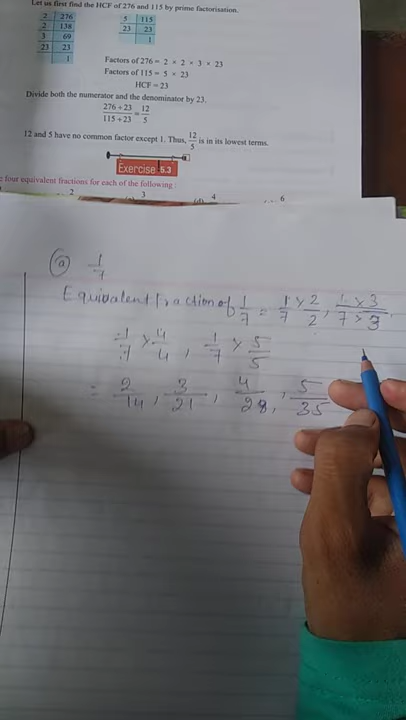 Let us first find the HCF of 276 and 115 by prime factorisation.
2 276
2 138
3 69
23 23
1
5 115
23 23
1
Factors of 276 = 2 × 2 × 3 × 23
Factors of 115 = 5 × 23
HCF = 23
Divide both the numerator and the denominator by 23.
276 ÷ 23 / 115 ÷ 23 = 12/5
12 and 5 have no common factor except 1. Thus, 12/5 is in its lowest terms.
Exercise 5.3
four equivalent fractions for each of the following :
2 3 4 6
(d)
(a) 1/7
Equivalent fraction of 1/7 = 1/7 × 2/2, 1 × 3 / 7 × 3,
1/7 × 4/4, 1/7 × 5/5
= 2/14, 3/21, 4/28, 5/35